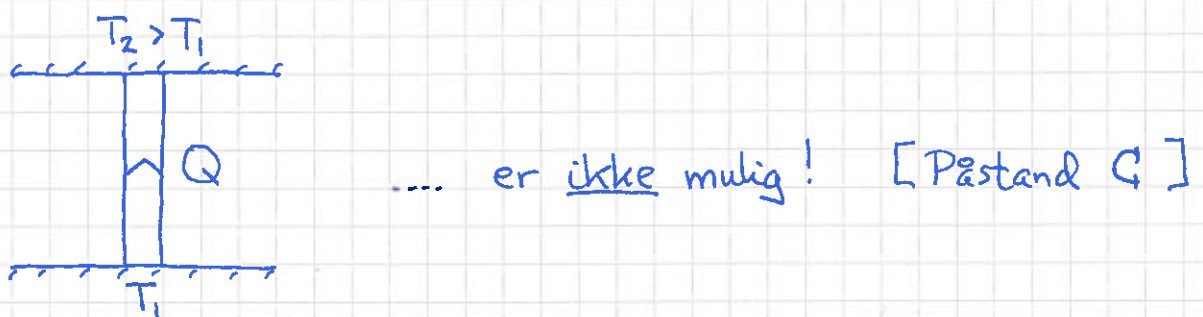 T₂ > T₁
Q .... er ikke mulig! [Påstand C]
T₁